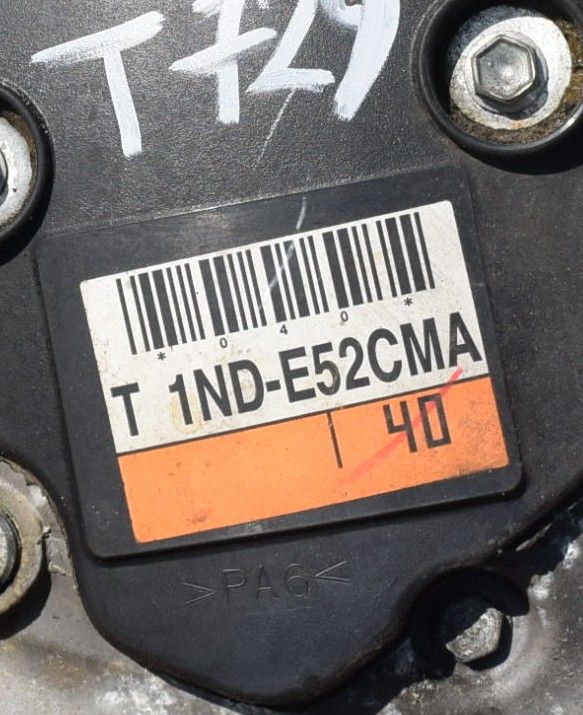 T729
*040*
T 1ND-E52CMA
40
>PA6<